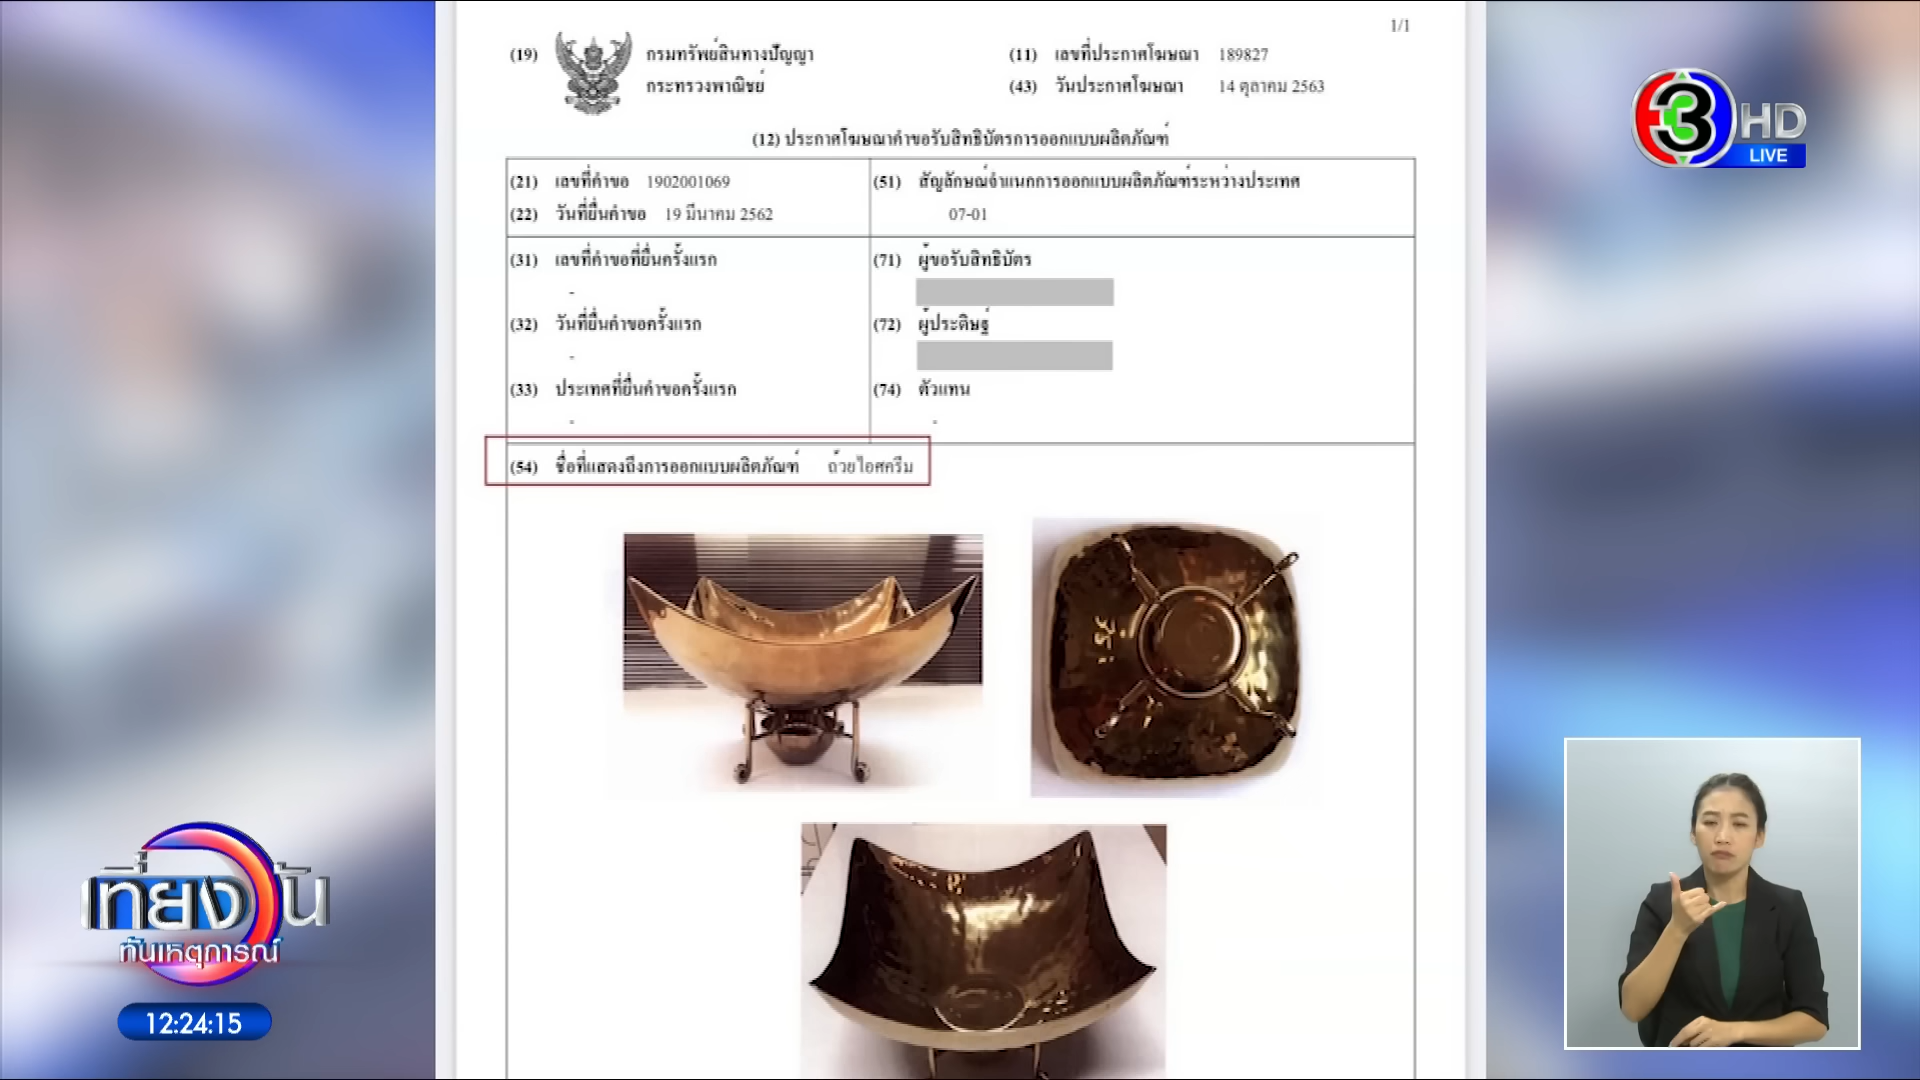 1/1
(19) กรมทรัพย์สินทางปัญญา
กระทรวงพาณิชย์
(11) เลขที่ประกาศโฆษณา 189827
(43) วันประกาศโฆษณา 14 ตุลาคม 2563
(12) ประกาศโฆษณาคำขอรับสิทธิบัตรการออกแบบผลิตภัณฑ์
(21) เลขที่คำขอ 1902001069
(22) วันที่ยื่นคำขอ 19 มีนาคม 2562
(51) สัญลักษณ์จำแนกการออกแบบผลิตภัณฑ์ระหว่างประเทศ
07-01
(31) เลขที่คำขอที่ยื่นครั้งแรก
-
(32) วันที่ยื่นคำขอครั้งแรก
-
(33) ประเทศที่ยื่นคำขอครั้งแรก
-
(71) ผู้ขอรับสิทธิบัตร
(72) ผู้ประดิษฐ์
(74) ตัวแทน
-
(54) ชื่อที่แสดงถึงการออกแบบผลิตภัณฑ์ ถ้วยไอศครีม
3 HD
LIVE
เที่ยงวัน
ทันเหตุการณ์
12:24:15